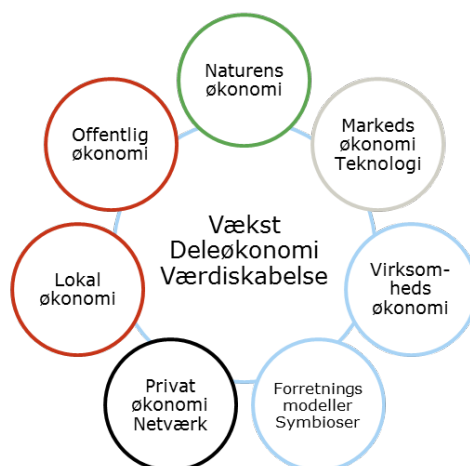 Naturens
økonomi
Markeds
økonomi
Teknologi
Virksom-
heds
økonomi
Forretnings
modeller
Symbioser
Privat
økonomi
Netværk
Lokal
økonomi
Offentlig
økonomi
Vækst
Deleøkonomi
Værdiskabelse